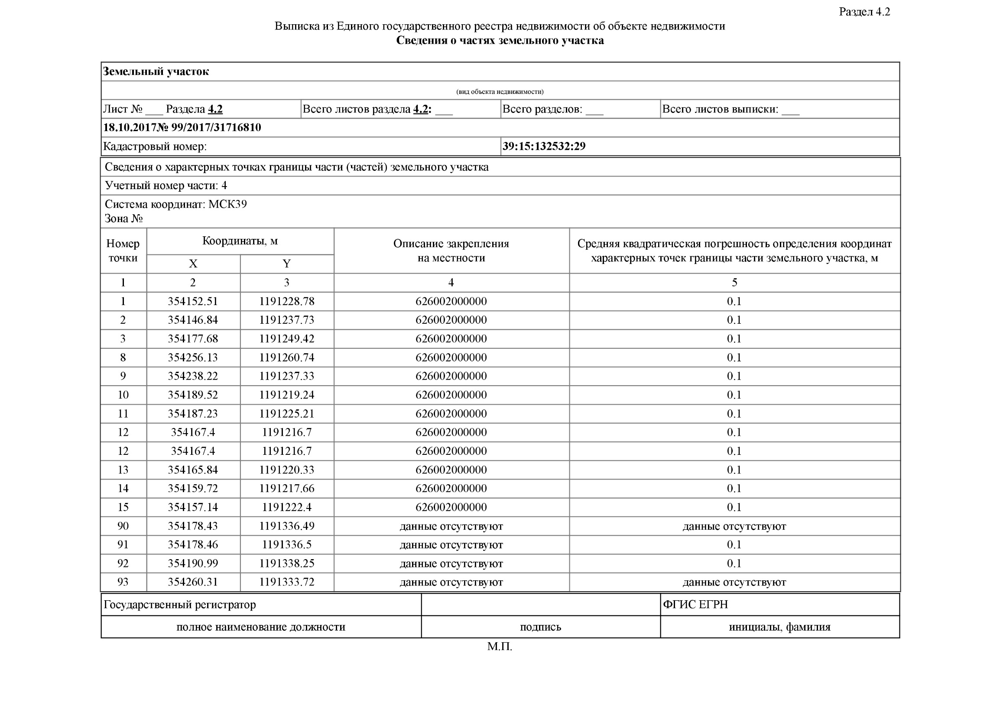 Раздел 4.2
Выписка из Единого государственного реестра недвижимости об объекте недвижимости
Сведения о частях земельного участка
Земельный участок
(вид объекта недвижимости)
Лист № ___ Раздела 4.2 Всего листов раздела 4.2: ___ Всего разделов: ___ Всего листов выписки: ___
18.10.2017№ 99/2017/31716810
Кадастровый номер: 39:15:132532:29
Сведения о характерных точках границы части (частей) земельного участка
Учетный номер части: 4
Система координат: МСК39
Зона №
Номер точки Координаты, м Описание закрепления на местности Средняя квадратическая погрешность определения координат характерных точек границы части земельного участка, м
X Y
1 2 3 4 5
1 354152.51 1191228.78 626002000000 0.1
2 354146.84 1191237.73 626002000000 0.1
3 354177.68 1191249.42 626002000000 0.1
8 354256.13 1191260.74 626002000000 0.1
9 354238.22 1191237.33 626002000000 0.1
10 354189.52 1191219.24 626002000000 0.1
11 354187.23 1191225.21 626002000000 0.1
12 354167.4 1191216.7 626002000000 0.1
12 354167.4 1191216.7 626002000000 0.1
13 354165.84 1191220.33 626002000000 0.1
14 354159.72 1191217.66 626002000000 0.1
15 354157.14 1191222.4 626002000000 0.1
90 354178.43 1191336.49 данные отсутствуют данные отсутствуют
91 354178.46 1191336.5 данные отсутствуют 0.1
92 354190.99 1191338.25 данные отсутствуют 0.1
93 354260.31 1191333.72 данные отсутствуют данные отсутствуют
Государственный регистратор ФГИС ЕГРН
полное наименование должности подпись инициалы, фамилия
М.П.